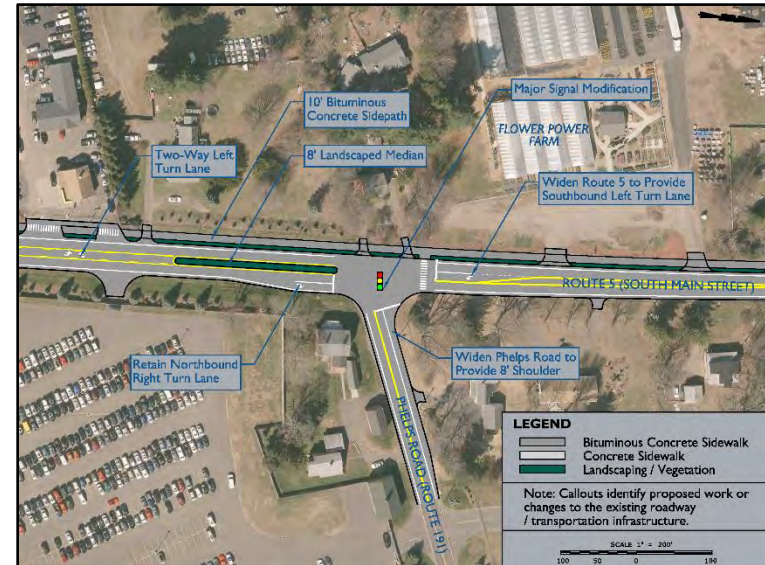 10' Bituminous
Concrete Sidepath
Major Signal Modification
FLOWER POWER
FARM
Two-Way Left
Turn Lane
8' Landscaped Median
Widen Route 5 to Provide
Southbound Left Turn Lane
ROUTE 5 (SOUTH MAIN STREET)
Retain Northbound
Right Turn Lane
Widen Phelps Road to
Provide 8' Shoulder
PHELPS ROAD (ROUTE 191)
LEGEND
Bituminous Concrete Sidewalk
Concrete Sidewalk
Landscaping / Vegetation
Note: Callouts identify proposed work or
changes to the existing roadway
/ transportation infrastructure.
SCALE 1" = 200'
100 50 0 100